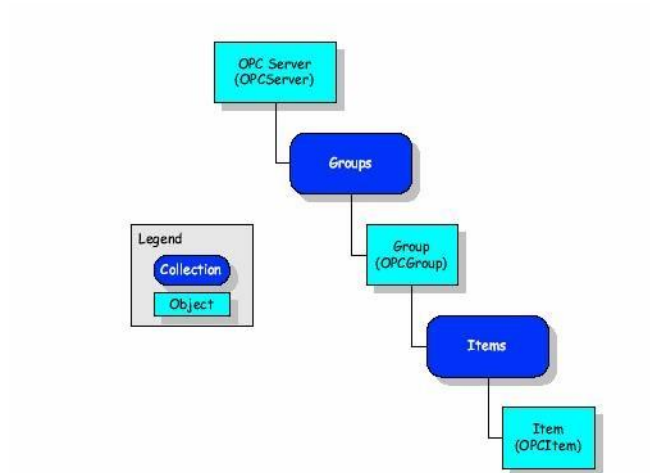 OPC Server
(OPCServer)
Groups
Legend
Collection
Object
Group
(OPCGroup)
Items
Item
(OPCItem)